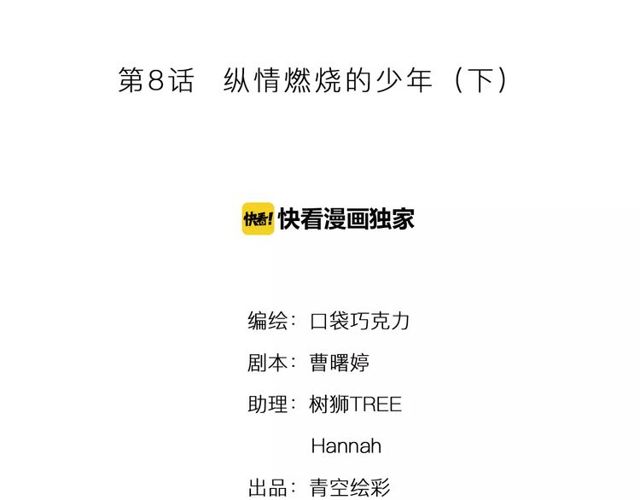 第8话 纵情燃烧的少年（下）
快看! 快看漫画独家
编绘：口袋巧克力
剧本：曹曙婷
助理：树狮TREE
Hannah
出品：青空绘彩